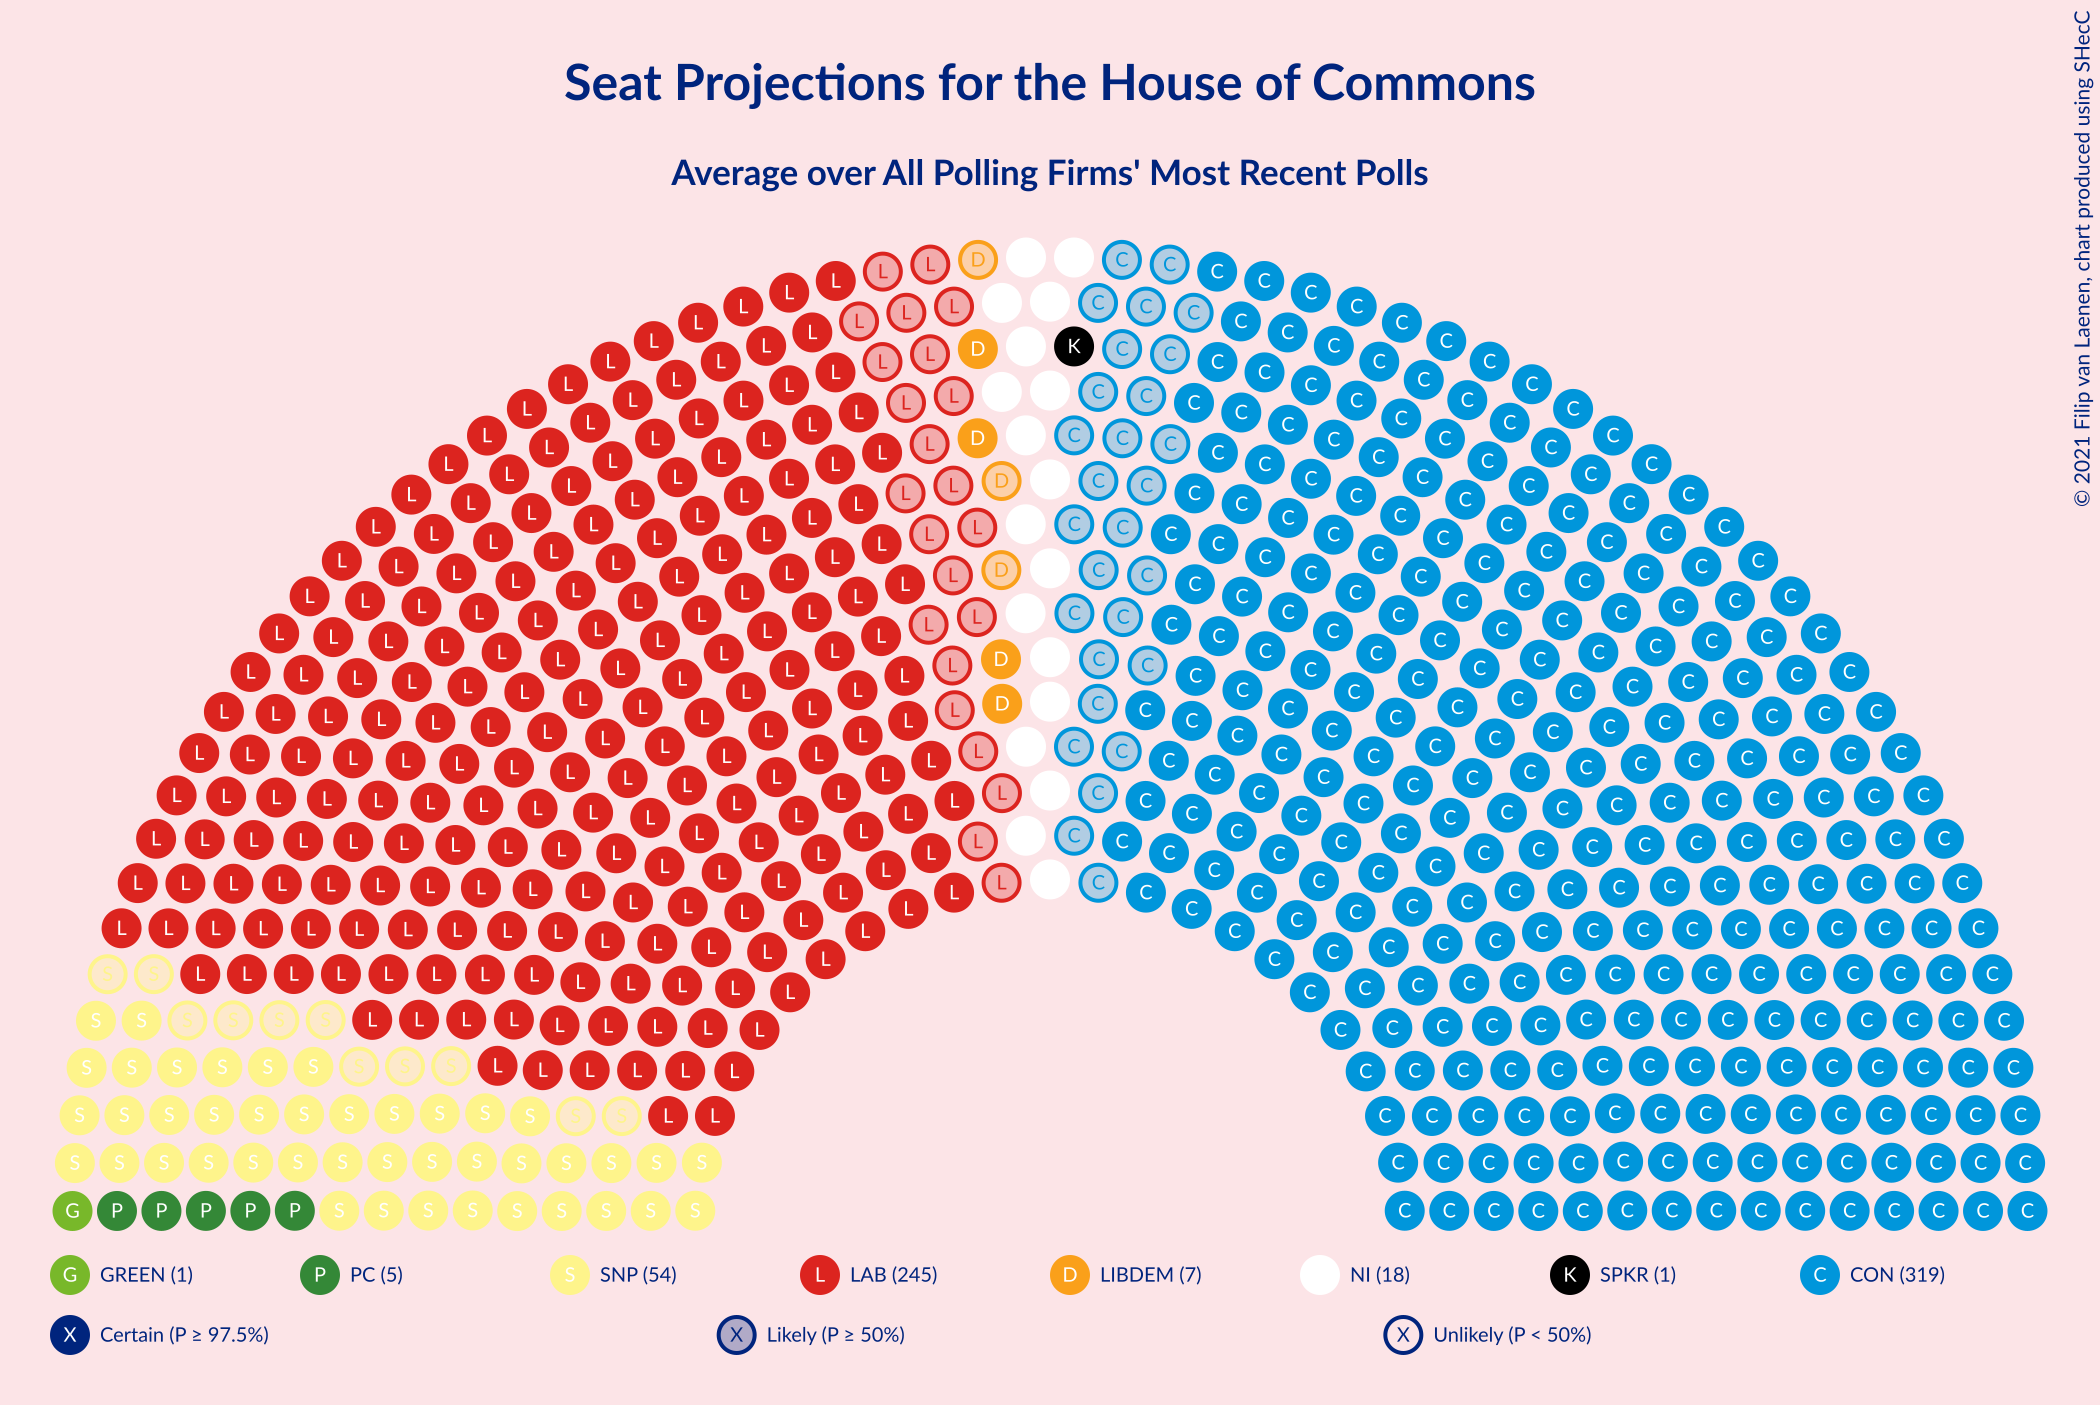 Seat Projections for the House of Commons
Average over All Polling Firms' Most Recent Polls
© 2021 Filip van Laenen, chart produced using SHecC
G GREEN (1) P PC (5) S SNP (54) L LAB (245) D LIBDEM (7) NI (18) K SPKR (1) C CON (319)
X Certain (P ≥ 97.5%) X Likely (P ≥ 50%) X Unlikely (P < 50%)